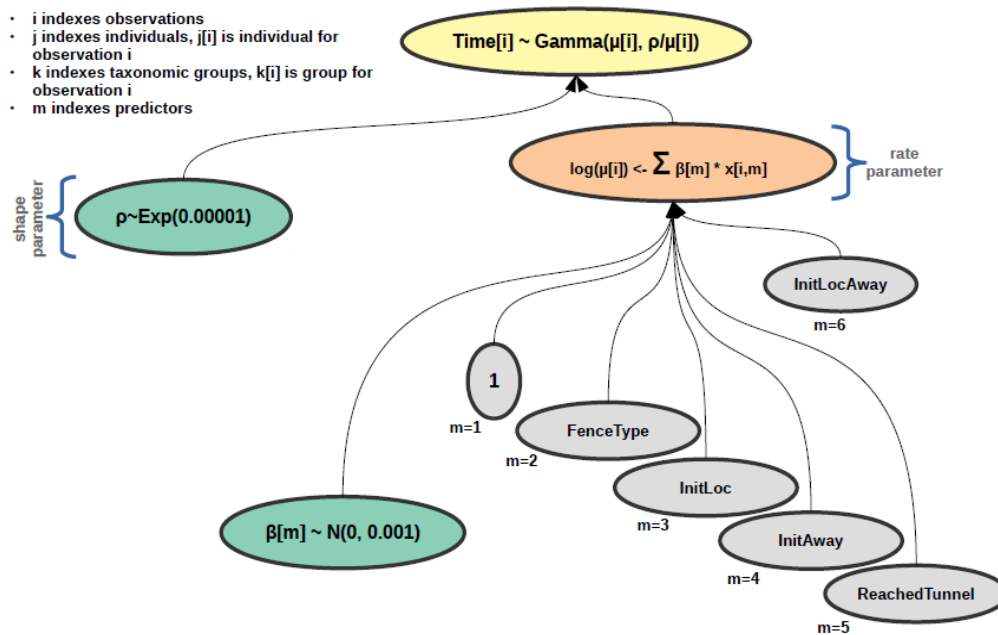 • i indexes observations
• j indexes individuals, j[i] is individual for
observation i
• k indexes taxonomic groups, k[i] is group for
observation i
• m indexes predictors
Time[i] ~ Gamma(µ[i], ρ/µ[i])
log(µ[i]) <- Σ β[m] * x[i,m]
rate
parameter
shape
parameter
ρ~Exp(0.00001)
InitLocAway
m=6
1
m=1
FenceType
m=2
InitLoc
m=3
β[m] ~ N(0, 0.001)
InitAway
m=4
ReachedTunnel
m=5